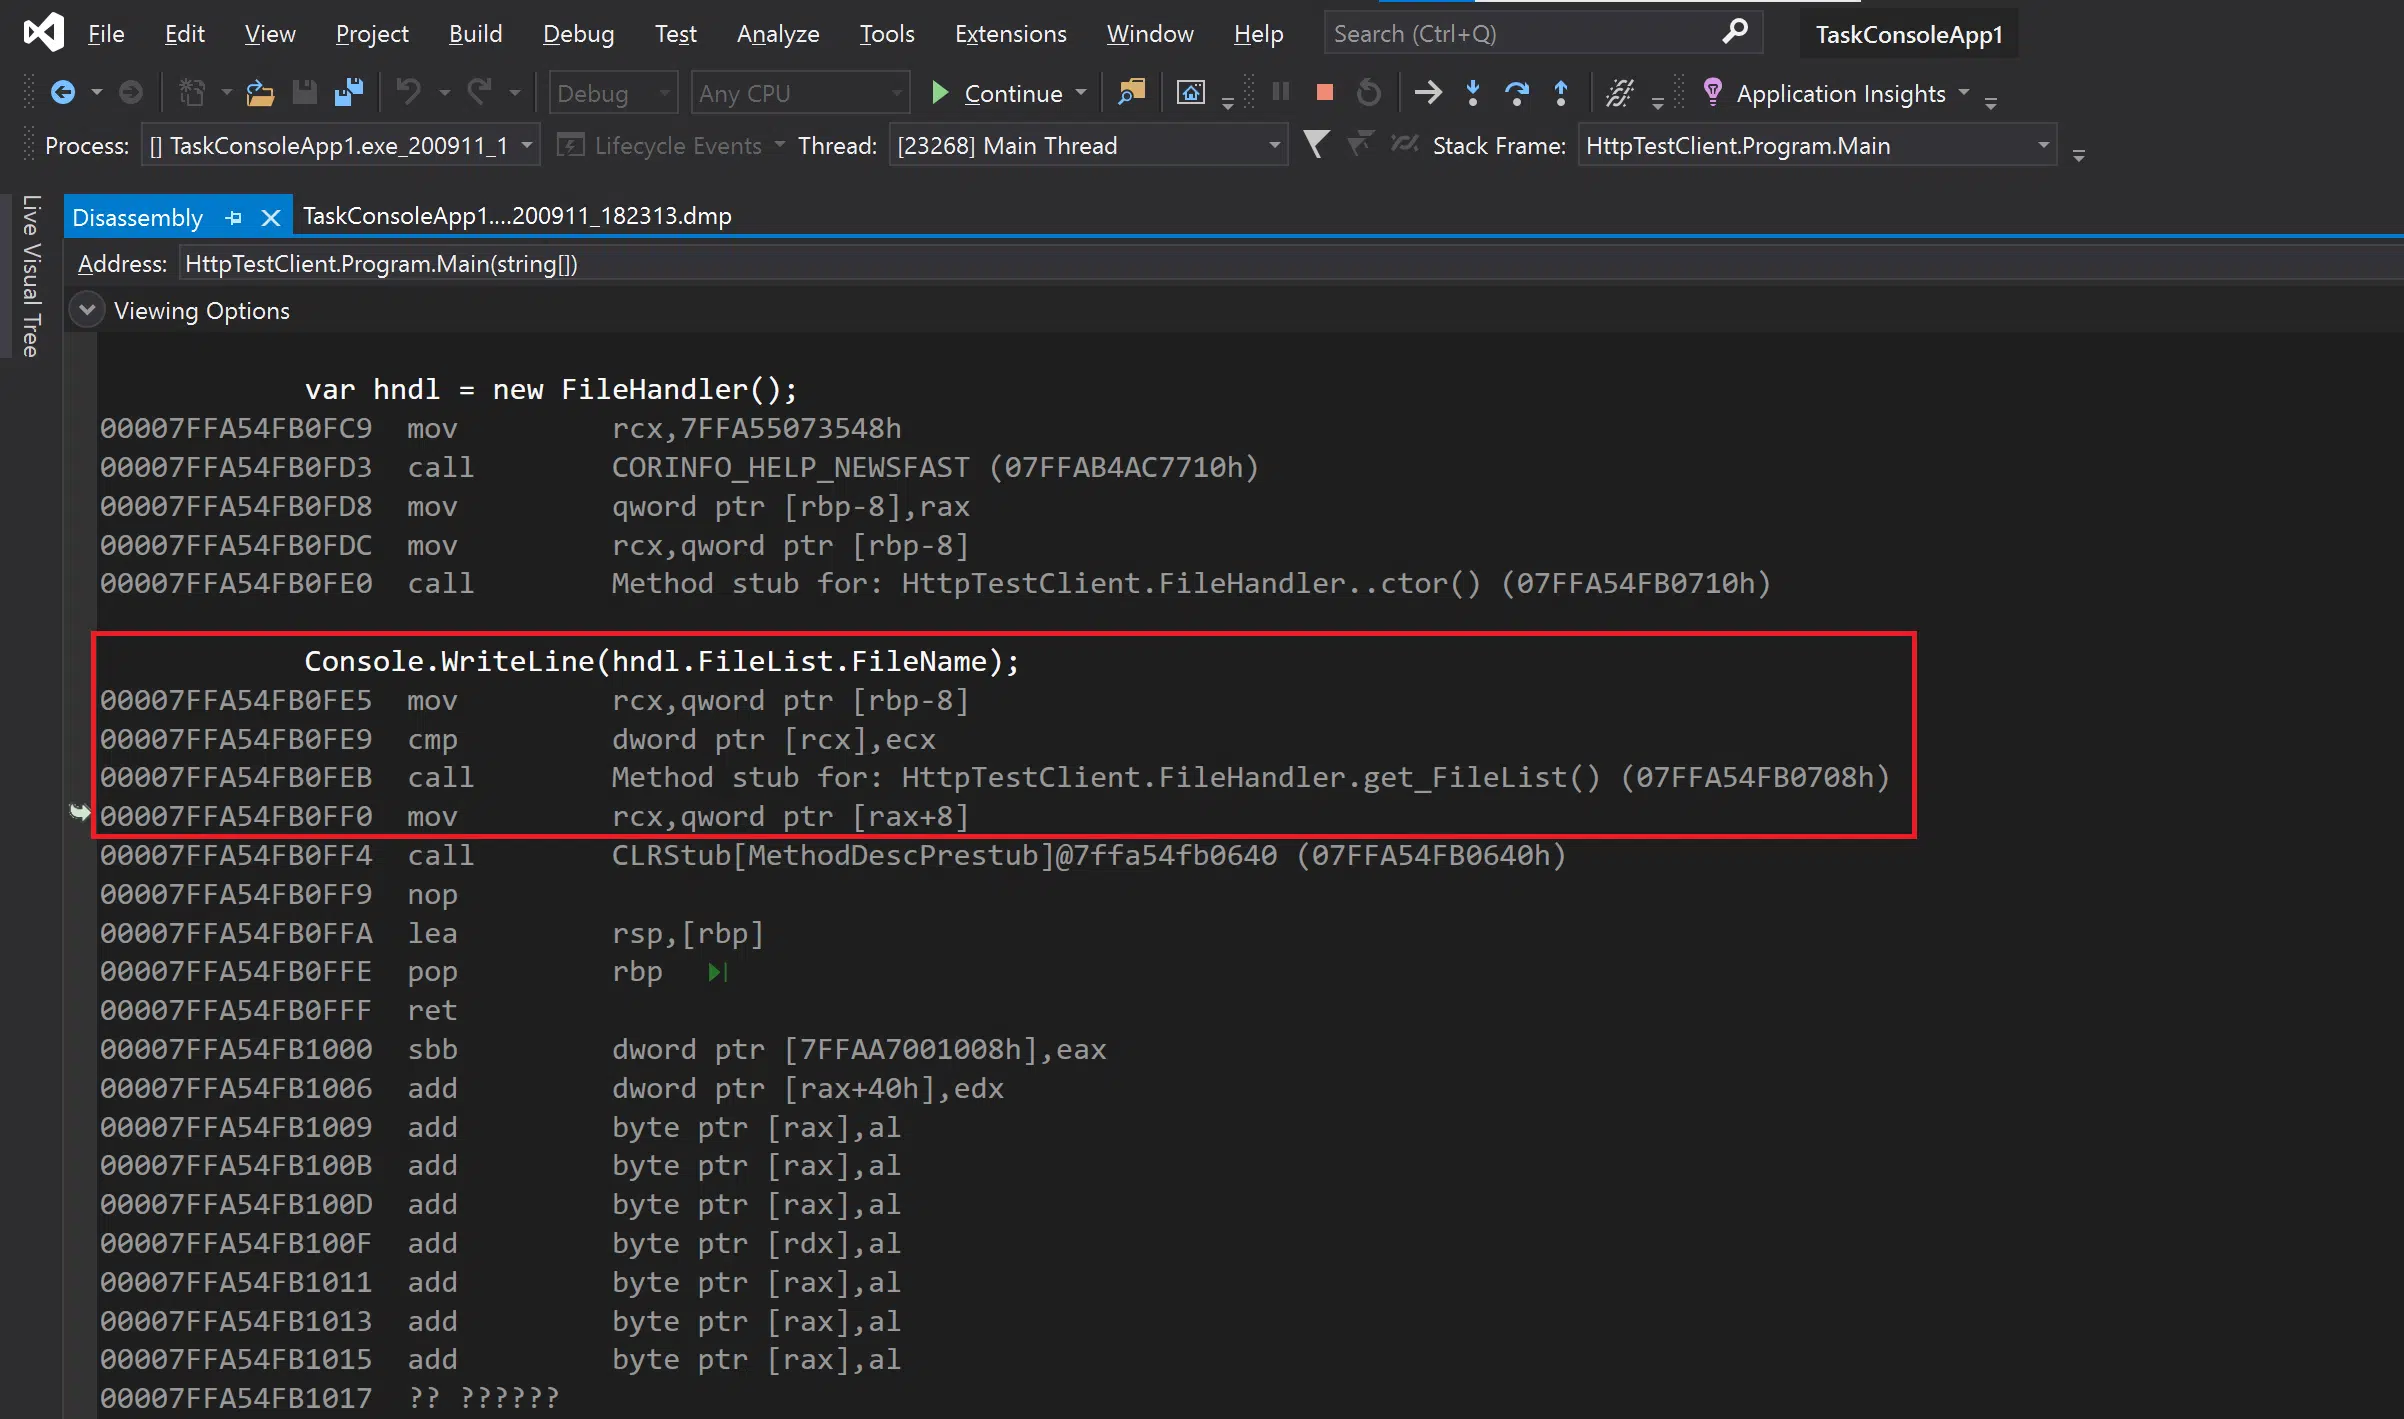 File Edit View Project Build Debug Test Analyze Tools Extensions Window Help Search (Ctrl+Q) TaskConsoleApp1
Debug Any CPU Continue Application Insights
Process: [] TaskConsoleApp1.exe_200911_1 Lifecycle Events Thread: [23268] Main Thread Stack Frame: HttpTestClient.Program.Main
Live Visual Tree
Disassembly TaskConsoleApp1....200911_182313.dmp
Address: HttpTestClient.Program.Main(string[])
Viewing Options
var hndl = new FileHandler();
00007FFA54FB0FC9 mov rcx,7FFA55073548h
00007FFA54FB0FD3 call CORINFO_HELP_NEWSFAST (07FFAB4AC7710h)
00007FFA54FB0FD8 mov qword ptr [rbp-8],rax
00007FFA54FB0FDC mov rcx,qword ptr [rbp-8]
00007FFA54FB0FE0 call Method stub for: HttpTestClient.FileHandler..ctor() (07FFA54FB0710h)
Console.WriteLine(hndl.FileList.FileName);
00007FFA54FB0FE5 mov rcx,qword ptr [rbp-8]
00007FFA54FB0FE9 cmp dword ptr [rcx],ecx
00007FFA54FB0FEB call Method stub for: HttpTestClient.FileHandler.get_FileList() (07FFA54FB0708h)
00007FFA54FB0FF0 mov rcx,qword ptr [rax+8]
00007FFA54FB0FF4 call CLRStub[MethodDescPrestub]@7ffa54fb0640 (07FFA54FB0640h)
00007FFA54FB0FF9 nop
00007FFA54FB0FFA lea rsp,[rbp]
00007FFA54FB0FFE pop rbp
00007FFA54FB0FFF ret
00007FFA54FB1000 sbb dword ptr [7FFAA7001008h],eax
00007FFA54FB1006 add dword ptr [rax+40h],edx
00007FFA54FB1009 add byte ptr [rax],al
00007FFA54FB100B add byte ptr [rax],al
00007FFA54FB100D add byte ptr [rax],al
00007FFA54FB100F add byte ptr [rdx],al
00007FFA54FB1011 add byte ptr [rax],al
00007FFA54FB1013 add byte ptr [rax],al
00007FFA54FB1015 add byte ptr [rax],al
00007FFA54FB1017 ?? ??????